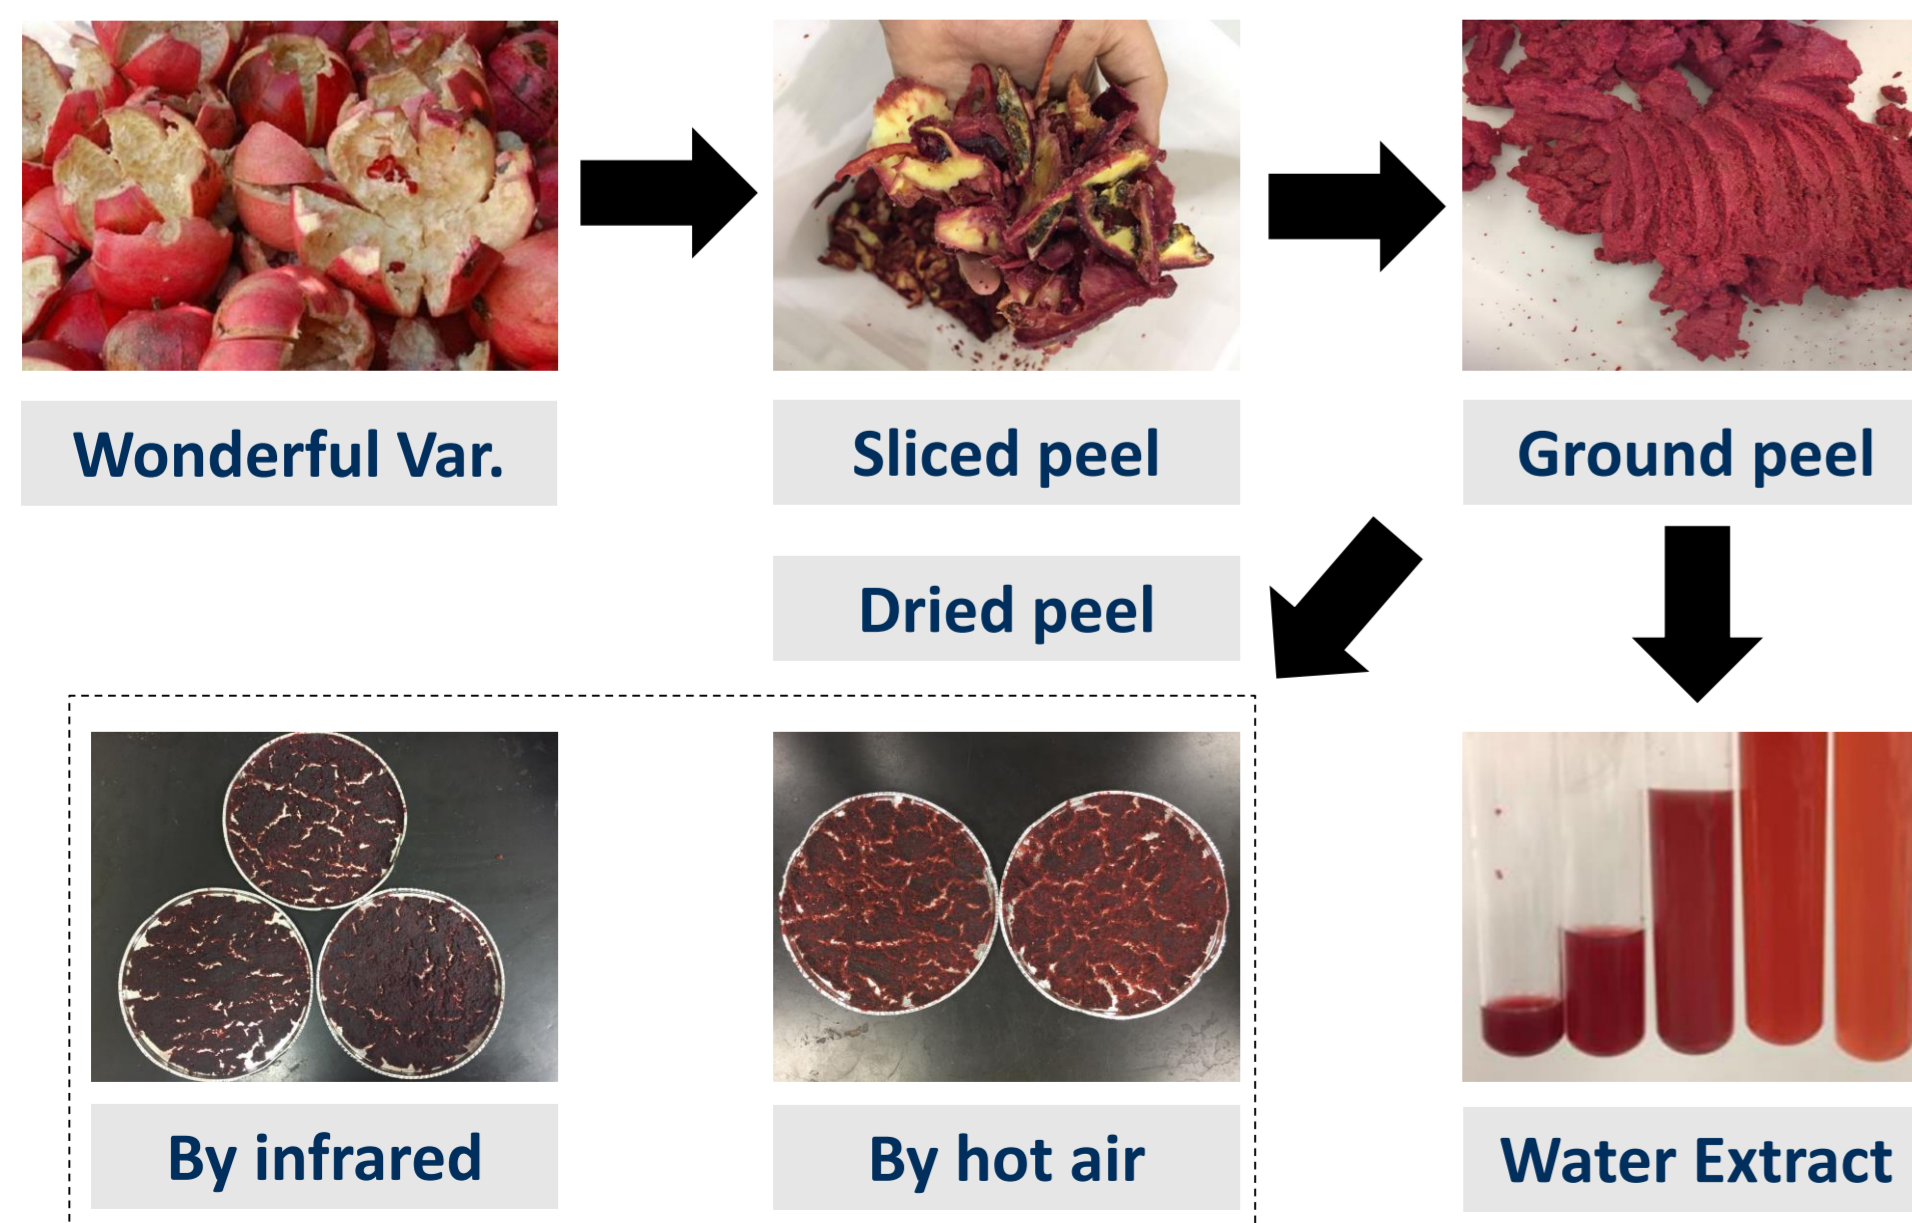 Wonderful Var.
Sliced peel
Ground peel
Dried peel
By infrared
By hot air
Water Extract